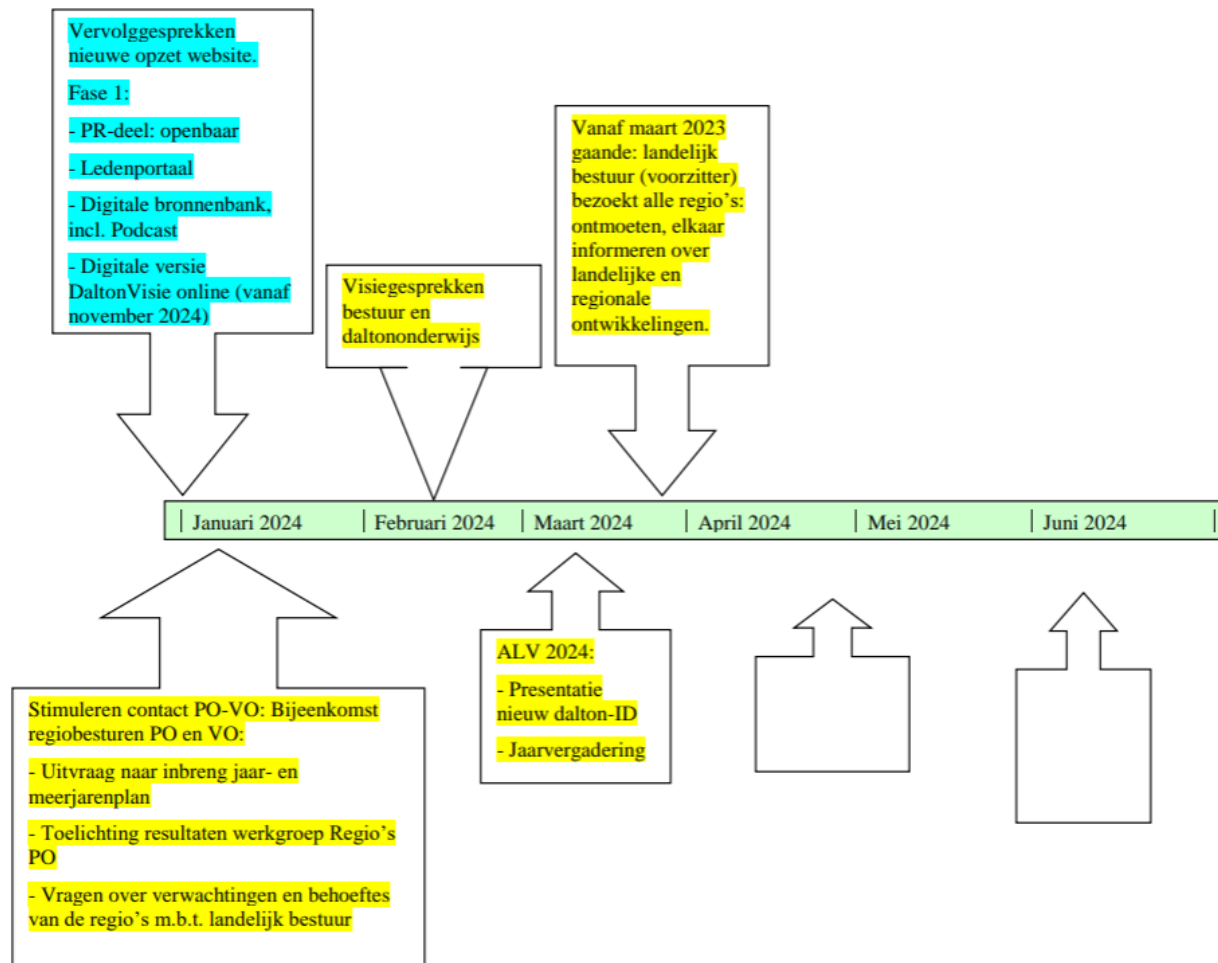 Vervolggesprekken
nieuwe opzet website.
Fase 1:
- PR-deel: openbaar
- Ledenportaal
- Digitale bronnenbank,
incl. Podcast
- Digitale versie
DaltonVisie online (vanaf
november 2024)
Visiegesprekken
bestuur en
daltononderwijs
Vanaf maart 2023
gaande: landelijk
bestuur (voorzitter)
bezoekt alle regio's:
ontmoeten, elkaar
informeren over
landelijke en
regionale
ontwikkelingen.
| Januari 2024 | Februari 2024 | Maart 2024 | April 2024 | Mei 2024 | Juni 2024 |
Stimuleren contact PO-VO: Bijeenkomst
regiobesturen PO en VO:
- Uitvraag naar inbreng jaar- en
meerjarenplan
- Toelichting resultaten werkgroep Regio's
PO
- Vragen over verwachtingen en behoeftes
van de regio's m.b.t. landelijk bestuur
ALV 2024:
- Presentatie
nieuw dalton-ID
- Jaarvergadering